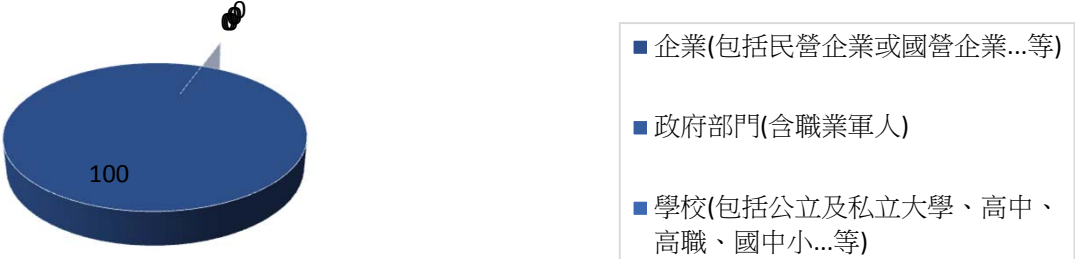 100
企業(包括民營企業或國營企業...等)
政府部門(含職業軍人)
學校(包括公立及私立大學、高中、
高職、國中小...等)